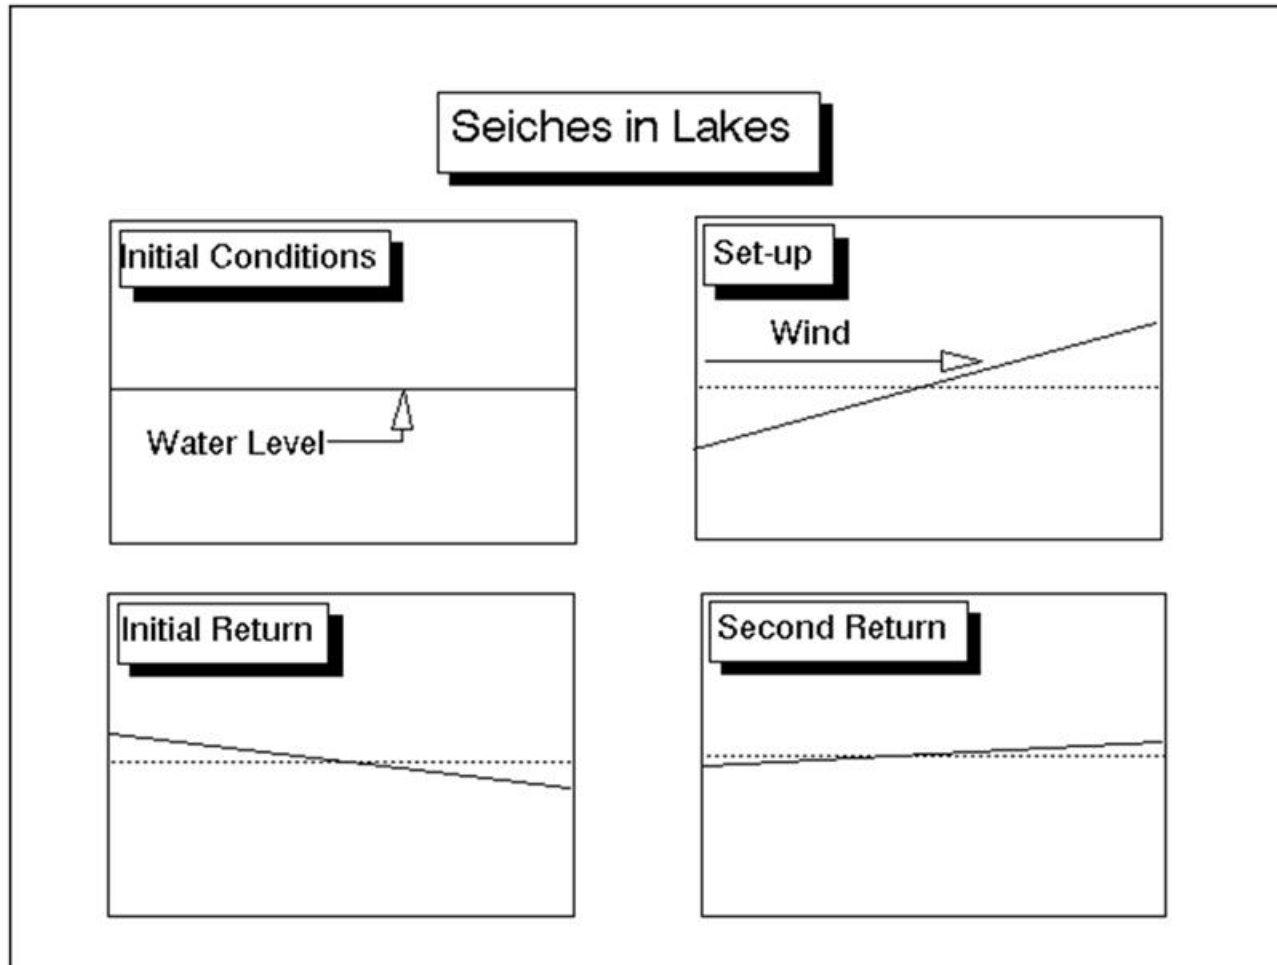 Seiches in Lakes
Initial Conditions
Water Level
Set-up
Wind
Initial Return
Second Return